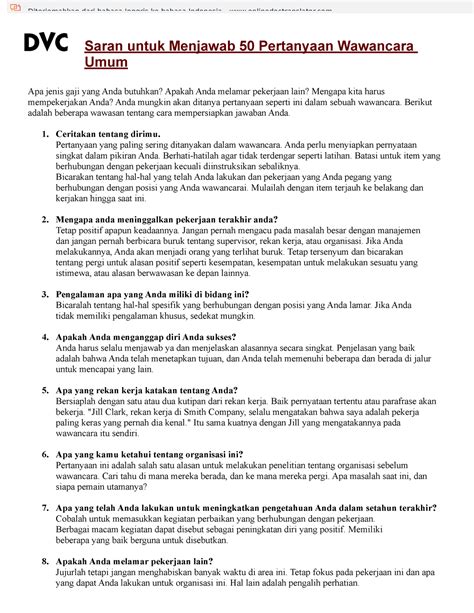 Diterjemahkan dari bahasa Inggris ke bahasa Indonesia - www.onlinedoctranslator.com
DVC
Saran untuk Menjawab 50 Pertanyaan Wawancara
Umum
Apa jenis gaji yang Anda butuhkan? Apakah Anda melamar pekerjaan lain? Mengapa kita harus
mempekerjakan Anda? Anda mungkin akan ditanya pertanyaan seperti ini dalam sebuah wawancara. Berikut
adalah beberapa wawasan tentang cara mempersiapkan jawaban Anda.
1. Ceritakan tentang dirimu.
Pertanyaan yang paling sering ditanyakan dalam wawancara. Anda perlu menyiapkan pernyataan
singkat dalam pikiran Anda. Berhati-hatilah agar tidak terdengar seperti latihan. Batasi untuk item yang
berhubungan dengan pekerjaan kecuali diinstruksikan sebaliknya.
Bicarakan tentang hal-hal yang telah Anda lakukan dan pekerjaan yang Anda pegang yang
berhubungan dengan posisi yang Anda wawancarai. Mulailah dengan item terjauh ke belakang dan
kerjakan hingga saat ini.
2. Mengapa anda meninggalkan pekerjaan terakhir anda?
Tetap positif apapun keadaannya. Jangan pernah mengacu pada masalah besar dengan manajemen
dan jangan pernah berbicara buruk tentang supervisor, rekan kerja, atau organisasi. Jika Anda
melakukannya, Anda akan menjadi orang yang terlihat buruk. Tetap tersenyum dan bicarakan
tentang pergi untuk alasan positif seperti kesempatan, kesempatan untuk melakukan sesuatu yang
istimewa, atau alasan berwawasan ke depan lainnya.
3. Pengalaman apa yang Anda miliki di bidang ini?
Bicaralah tentang hal-hal spesifik yang berhubungan dengan posisi yang Anda lamar. Jika Anda
tidak memiliki pengalaman khusus, sedekat mungkin.
4. Apakah Anda menganggap diri Anda sukses?
Anda harus selalu menjawab ya dan menjelaskan alasannya secara singkat. Penjelasan yang baik
adalah bahwa Anda telah menetapkan tujuan, dan Anda telah memenuhi beberapa dan berada di jalur
untuk mencapai yang lain.
5. Apa yang rekan kerja katakan tentang Anda?
Bersiaplah dengan satu atau dua kutipan dari rekan kerja. Baik pernyataan tertentu atau parafrase akan
bekerja. "Jill Clark, rekan kerja di Smith Company, selalu mengatakan bahwa saya adalah pekerja
paling keras yang pernah dia kenal." Itu sama kuatnya dengan Jill yang mengatakannya pada
wawancara itu sendiri.
6. Apa yang kamu ketahui tentang organisasi ini?
Pertanyaan ini adalah salah satu alasan untuk melakukan penelitian tentang organisasi sebelum
wawancara. Cari tahu di mana mereka dan ke mana mereka pergi. Apa masalah saat ini, dan
siapa pemain utamanya?
7. Apa yang telah Anda lakukan untuk meningkatkan pengetahuan Anda dalam setahun terakhir?
Cobalah untuk memasukkan kegiatan perbaikan yang berhubungan dengan pekerjaan.
Berbagai macam kegiatan dapat disebut sebagai peningkatan diri yang positif. Memiliki
beberapa yang baik berguna untuk disebutkan.
8. Apakah Anda melamar pekerjaan lain?
Jujurlah tetapi jangan menghabiskan banyak waktu di area ini. Tetap fokus pada pekerjaan ini dan apa
yang dapat Anda lakukan untuk organisasi ini. Hal lain adalah pengalih perhatian.